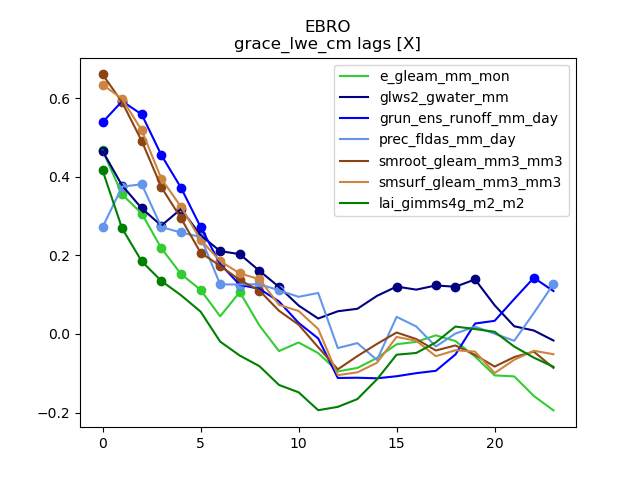 EBRO
grace_lwe_cm lags [X]
e_gleam_mm_mon
glws2_gwater_mm
grun_ens_runoff_mm_day
prec_fldas_mm_day
smroot_gleam_mm3_mm3
smsurf_gleam_mm3_mm3
lai_gimms4g_m2_m2
0.6
0.4
0.2
0.0
−0.2
0 5 10 15 20